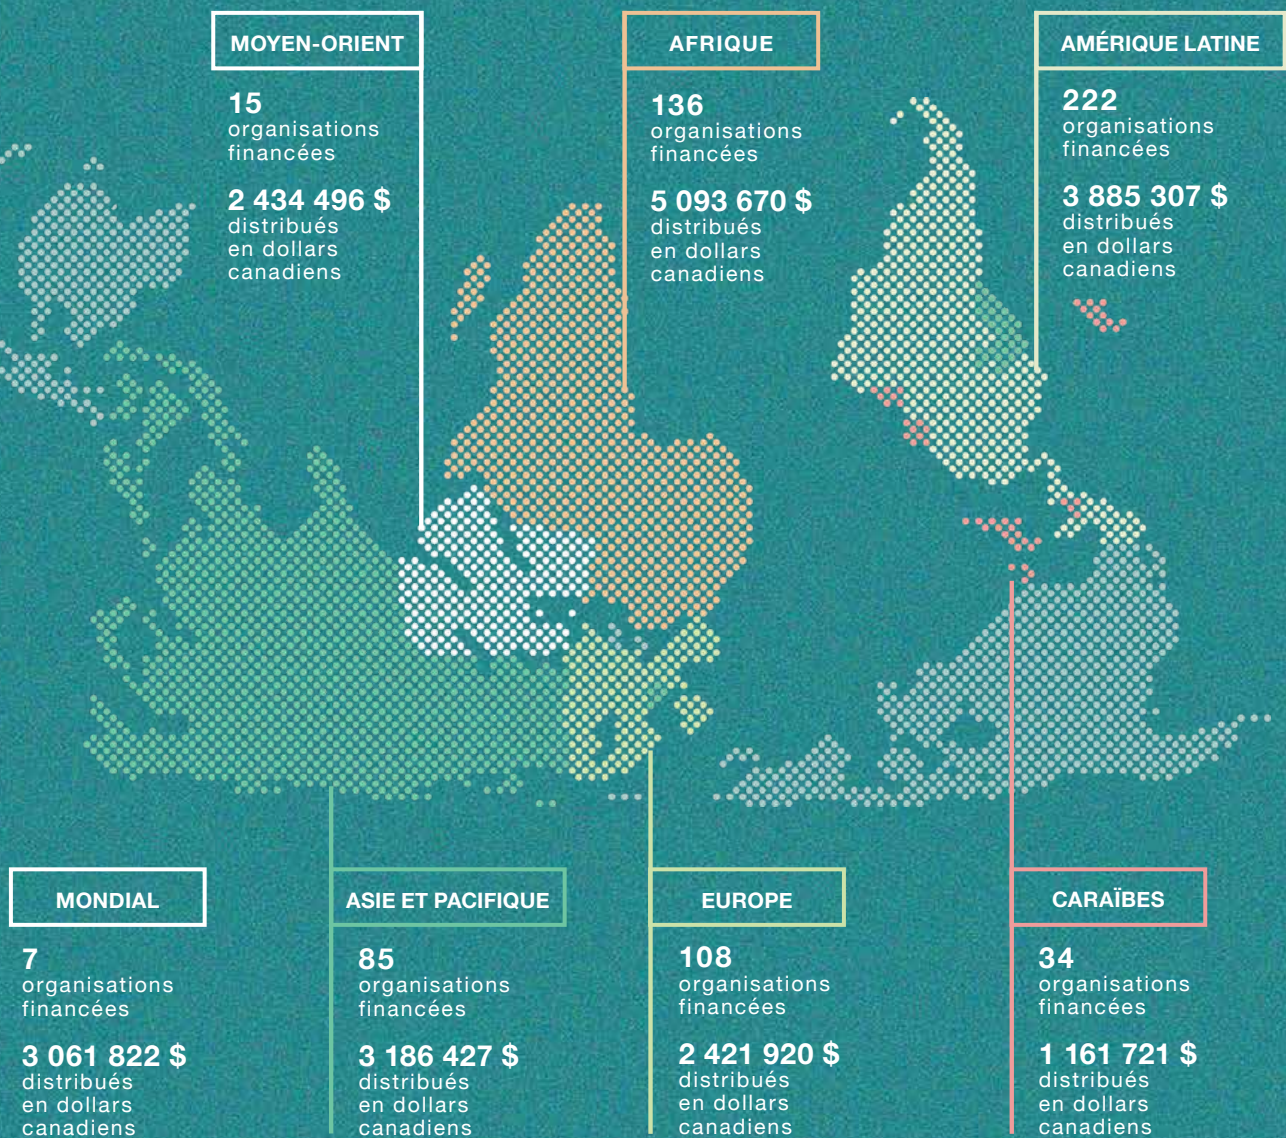 MOYEN-ORIENT
15
organisations
financées
2 434 496 $
distribués
en dollars
canadiens
AFRIQUE
136
organisations
financées
5 093 670 $
distribués
en dollars
canadiens
AMÉRIQUE LATINE
222
organisations
financées
3 885 307 $
distribués
en dollars
canadiens
MONDIAL
7
organisations
financées
3 061 822 $
distribués
en dollars
canadiens
ASIE ET PACIFIQUE
85
organisations
financées
3 186 427 $
distribués
en dollars
canadiens
EUROPE
108
organisations
financées
2 421 920 $
distribués
en dollars
canadiens
CARAÏBES
34
organisations
financées
1 161 721 $
distribués
en dollars
canadiens